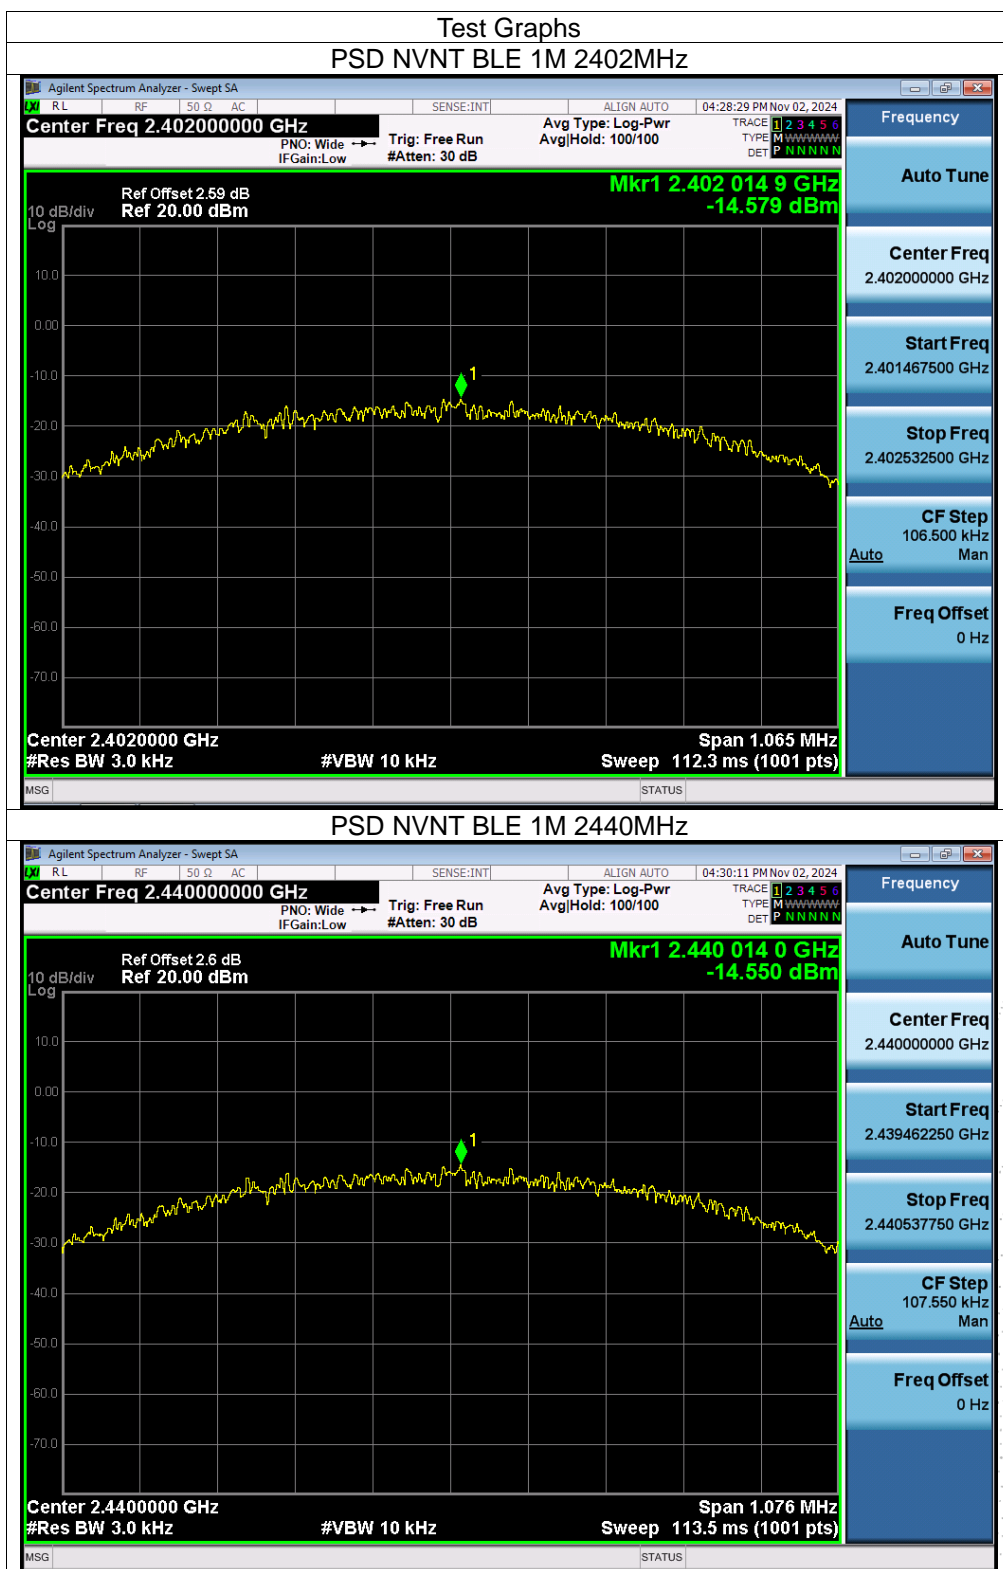 Test Graphs
PSD NVNT BLE 1M 2402MHz
Agilent Spectrum Analyzer - Swept SA
LXI RL RF 50 Ω AC SENSE:INT ALIGN AUTO 04:28:29 PM Nov 02, 2024
Center Freq 2.402000000 GHz
PNO: Wide
IFGain:Low
Trig: Free Run
#Atten: 30 dB
Avg Type: Log-Pwr
Avg|Hold: 100/100
TRACE 1 2 3 4 5 6
TYPE M WWWWW
DET P N N N N N
Frequency
Mkr1 2.402 014 9 GHz
-14.579 dBm
Ref Offset 2.59 dB
10 dB/div Ref 20.00 dBm
Log
10.0
0.00
-10.0
-20.0
-30.0
-40.0
-50.0
-60.0
-70.0
1
Center 2.4020000 GHz Span 1.065 MHz
#Res BW 3.0 kHz #VBW 10 kHz Sweep 112.3 ms (1001 pts)
Auto Tune
Center Freq
2.402000000 GHz
Start Freq
2.401467500 GHz
Stop Freq
2.402532500 GHz
CF Step
106.500 kHz
Auto Man
Freq Offset
0 Hz
MSG STATUS
PSD NVNT BLE 1M 2440MHz
Agilent Spectrum Analyzer - Swept SA
LXI RL RF 50 Ω AC SENSE:INT ALIGN AUTO 04:30:11 PM Nov 02, 2024
Center Freq 2.440000000 GHz
PNO: Wide
IFGain:Low
Trig: Free Run
#Atten: 30 dB
Avg Type: Log-Pwr
Avg|Hold: 100/100
TRACE 1 2 3 4 5 6
TYPE M WWWWW
DET P N N N N N
Frequency
Mkr1 2.440 014 0 GHz
-14.550 dBm
Ref Offset 2.6 dB
10 dB/div Ref 20.00 dBm
Log
10.0
0.00
-10.0
-20.0
-30.0
-40.0
-50.0
-60.0
-70.0
1
Center 2.4400000 GHz Span 1.076 MHz
#Res BW 3.0 kHz #VBW 10 kHz Sweep 113.5 ms (1001 pts)
Auto Tune
Center Freq
2.440000000 GHz
Start Freq
2.439462250 GHz
Stop Freq
2.440537750 GHz
CF Step
107.550 kHz
Auto Man
Freq Offset
0 Hz
MSG STATUS